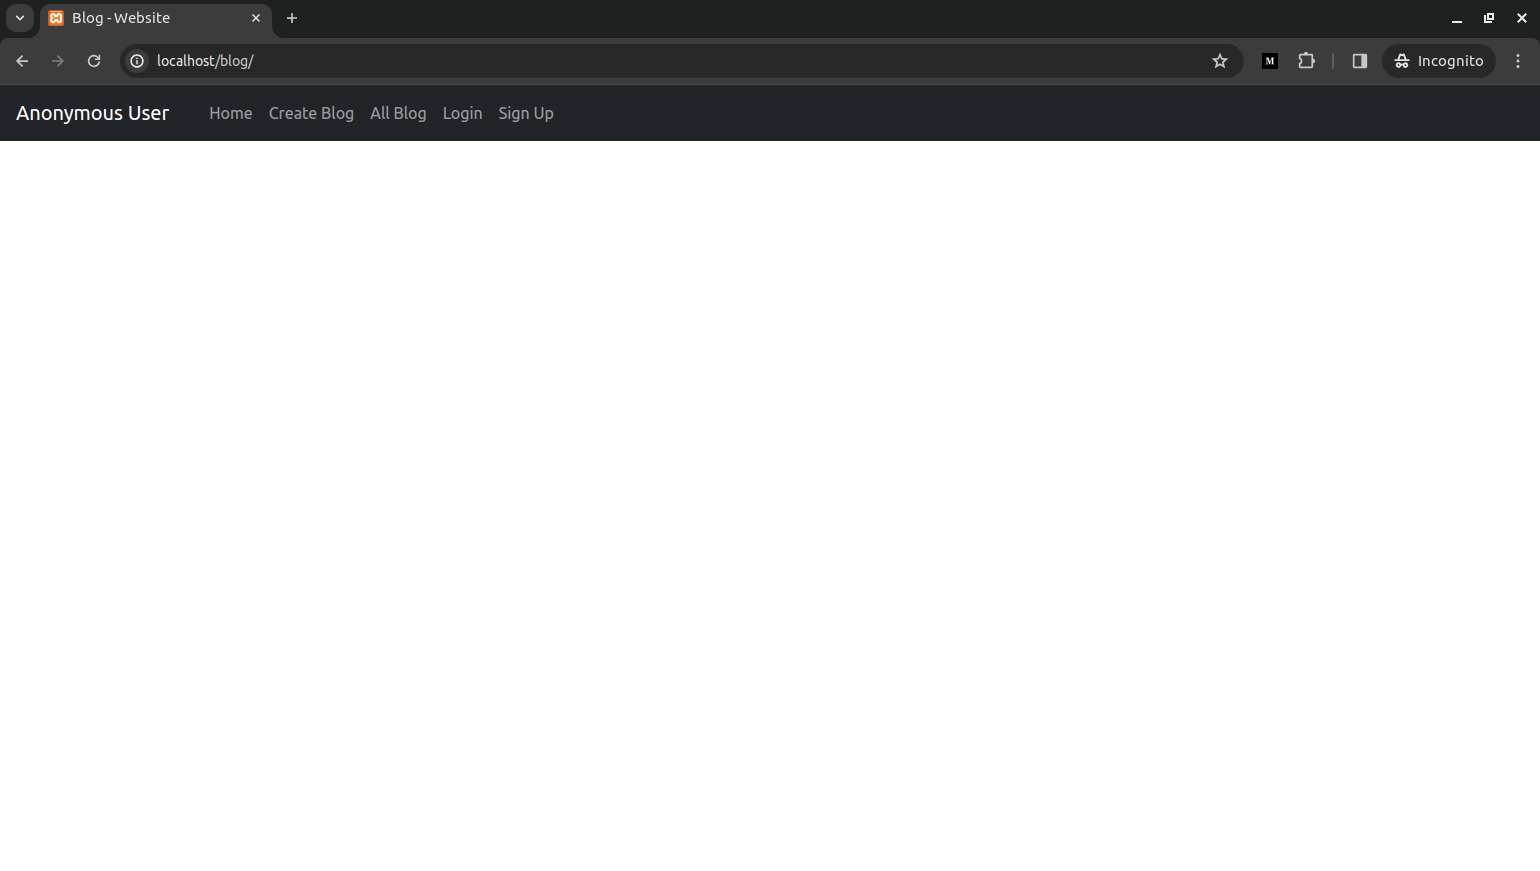 Blog - Website
localhost/blog/
M
Incognito
Anonymous User Home Create Blog All Blog Login Sign Up